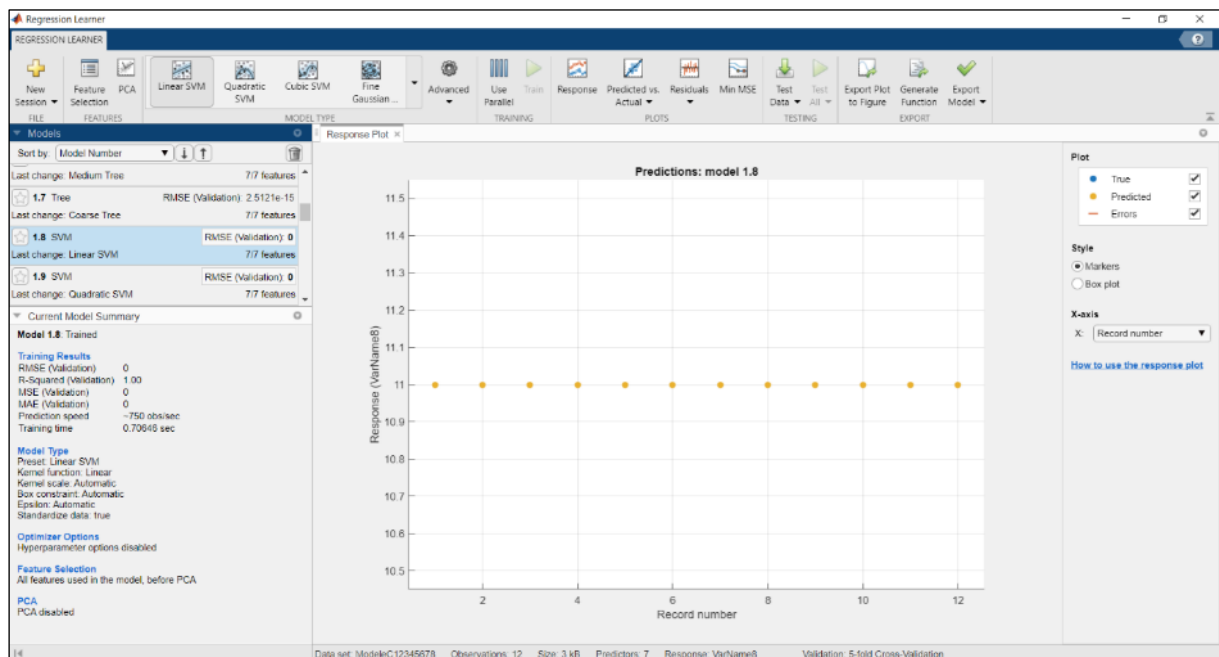 Regression Learner
REGRESSION LEARNER
New Session
Feature Selection
PCA
Linear SVM
Quadratic SVM
Cubic SVM
Fine Gaussian ...
Advanced
Use Parallel
Train
Response
Predicted vs. Actual
Residuals
Min MSE
Test Data
Test All
Export Plot to Figure
Generate Function
Export Model
FILE
FEATURES
MODEL TYPE
TRAINING
PLOTS
TESTING
EXPORT
Models
Sort by: Model Number
Last change: Medium Tree 7/7 features
1.7 Tree RMSE (Validation): 2.5121e-15
Last change: Coarse Tree 7/7 features
1.8 SVM RMSE (Validation): 0
Last change: Linear SVM 7/7 features
1.9 SVM RMSE (Validation): 0
Last change: Quadratic SVM 7/7 features
Current Model Summary
Model 1.8: Trained
Training Results
RMSE (Validation) 0
R-Squared (Validation) 1.00
MSE (Validation) 0
MAE (Validation) 0
Prediction speed ~750 obs/sec
Training time 0.70646 sec
Model Type
Preset: Linear SVM
Kernel function: Linear
Kernel scale: Automatic
Box constraint: Automatic
Epsilon: Automatic
Standardize data: true
Optimizer Options
Hyperparameter options disabled
Feature Selection
All features used in the model, before PCA
PCA
PCA disabled
Response Plot
Predictions: model 1.8
11.5
11.4
11.3
11.2
11.1
11
10.9
10.8
10.7
10.6
10.5
Response (VarName8)
2 4 6 8 10 12
Record number
Plot
True
Predicted
Errors
Style
Markers
Box plot
X-axis
X: Record number
How to use the response plot
Data set: ModeleC12345678 Observations: 12 Size: 3 kB Predictors: 7 Response: VarName8 Validation: 5-fold Cross-Validation